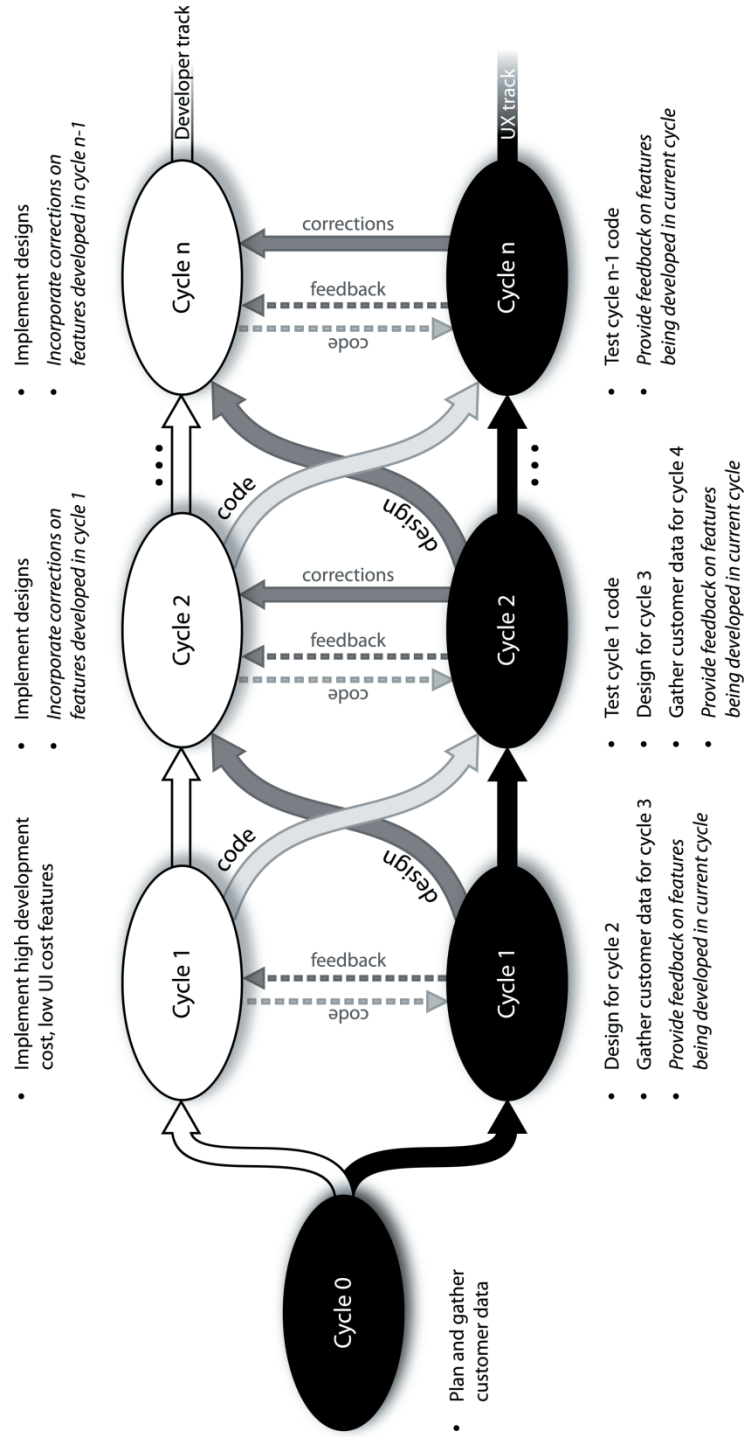 • Implement high development
cost, low UI cost features
• Implement designs
• Incorporate corrections on
features developed in cycle 1
• Implement designs
• Incorporate corrections on
features developed in cycle n-1
Cycle 1
Cycle 2
Cycle n
Developer track
•••
code
code
code
feedback
code
feedback
corrections
code
feedback
corrections
design
design
Cycle 0
• Plan and gather
customer data
Cycle 1
Cycle 2
Cycle n
UX track
•••
• Design for cycle 2
• Gather customer data for cycle 3
• Provide feedback on features
being developed in current cycle
• Test cycle 1 code
• Design for cycle 3
• Gather customer data for cycle 4
• Provide feedback on features
being developed in current cycle
• Test cycle n-1 code
• Provide feedback on features
being developed in current cycle